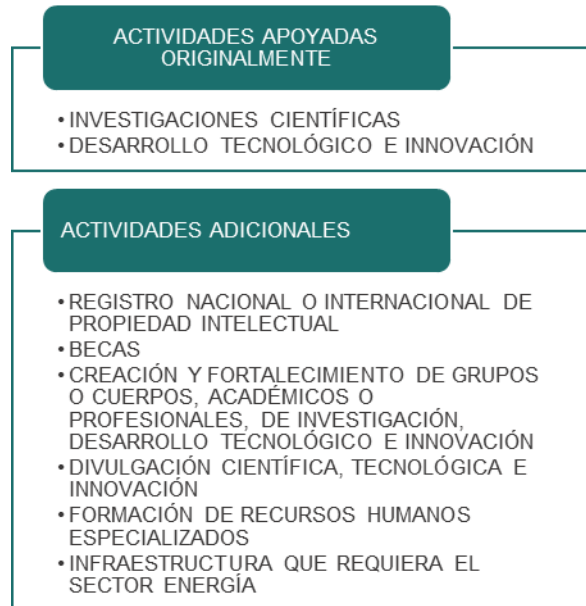 ACTIVIDADES APOYADAS
ORIGINALMENTE
• INVESTIGACIONES CIENTÍFICAS
• DESARROLLO TECNOLÓGICO E INNOVACIÓN
ACTIVIDADES ADICIONALES
• REGISTRO NACIONAL O INTERNACIONAL DE
PROPIEDAD INTELECTUAL
• BECAS
• CREACIÓN Y FORTALECIMIENTO DE GRUPOS
O CUERPOS, ACADÉMICOS O
PROFESIONALES, DE INVESTIGACIÓN,
DESARROLLO TECNOLÓGICO E INNOVACIÓN
• DIVULGACIÓN CIENTÍFICA, TECNOLÓGICA E
INNOVACIÓN
• FORMACIÓN DE RECURSOS HUMANOS
ESPECIALIZADOS
• INFRAESTRUCTURA QUE REQUIERA EL
SECTOR ENERGÍA